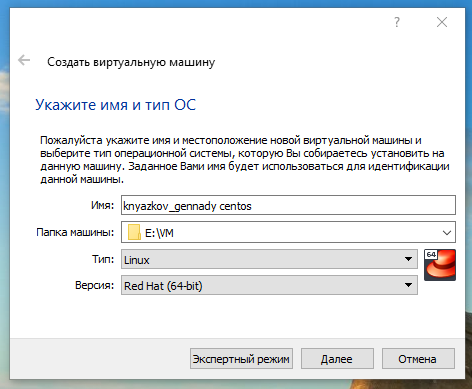 ?
Создать виртуальную машину
Укажите имя и тип ОС
Пожалуйста укажите имя и местоположение новой виртуальной машины и
выберите тип операционной системы, которую Вы собираетесь установить на
данную машину. Заданное Вами имя будет использоваться для идентификации
данной машины.
Имя: knyazkov_gennady centos
Папка машины: E:\VM
Тип: Linux
64
Версия: Red Hat (64-bit)
Экспертный режим Далее Отмена